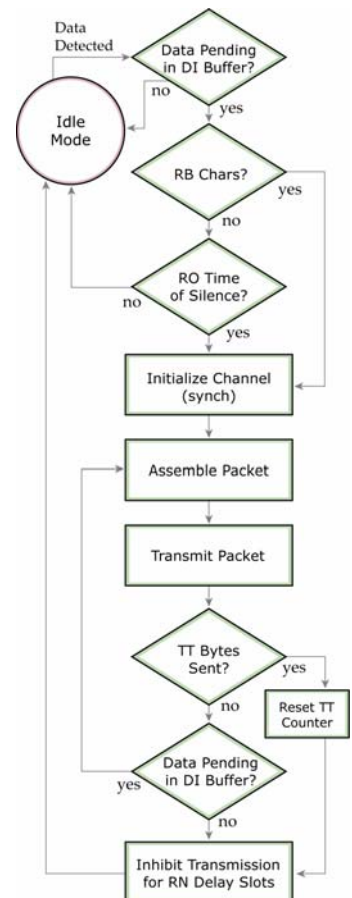 Data
Detected
Data Pending
in DI Buffer?
no
yes
Idle
Mode
RB Chars?
yes
no
RO Time
of Silence?
no
yes
Initialize Channel
(synch)
Assemble Packet
Transmit Packet
TT Bytes
Sent?
yes
no
Reset TT
Counter
Data Pending
in DI Buffer?
yes
no
Inhibit Transmission
for RN Delay Slots